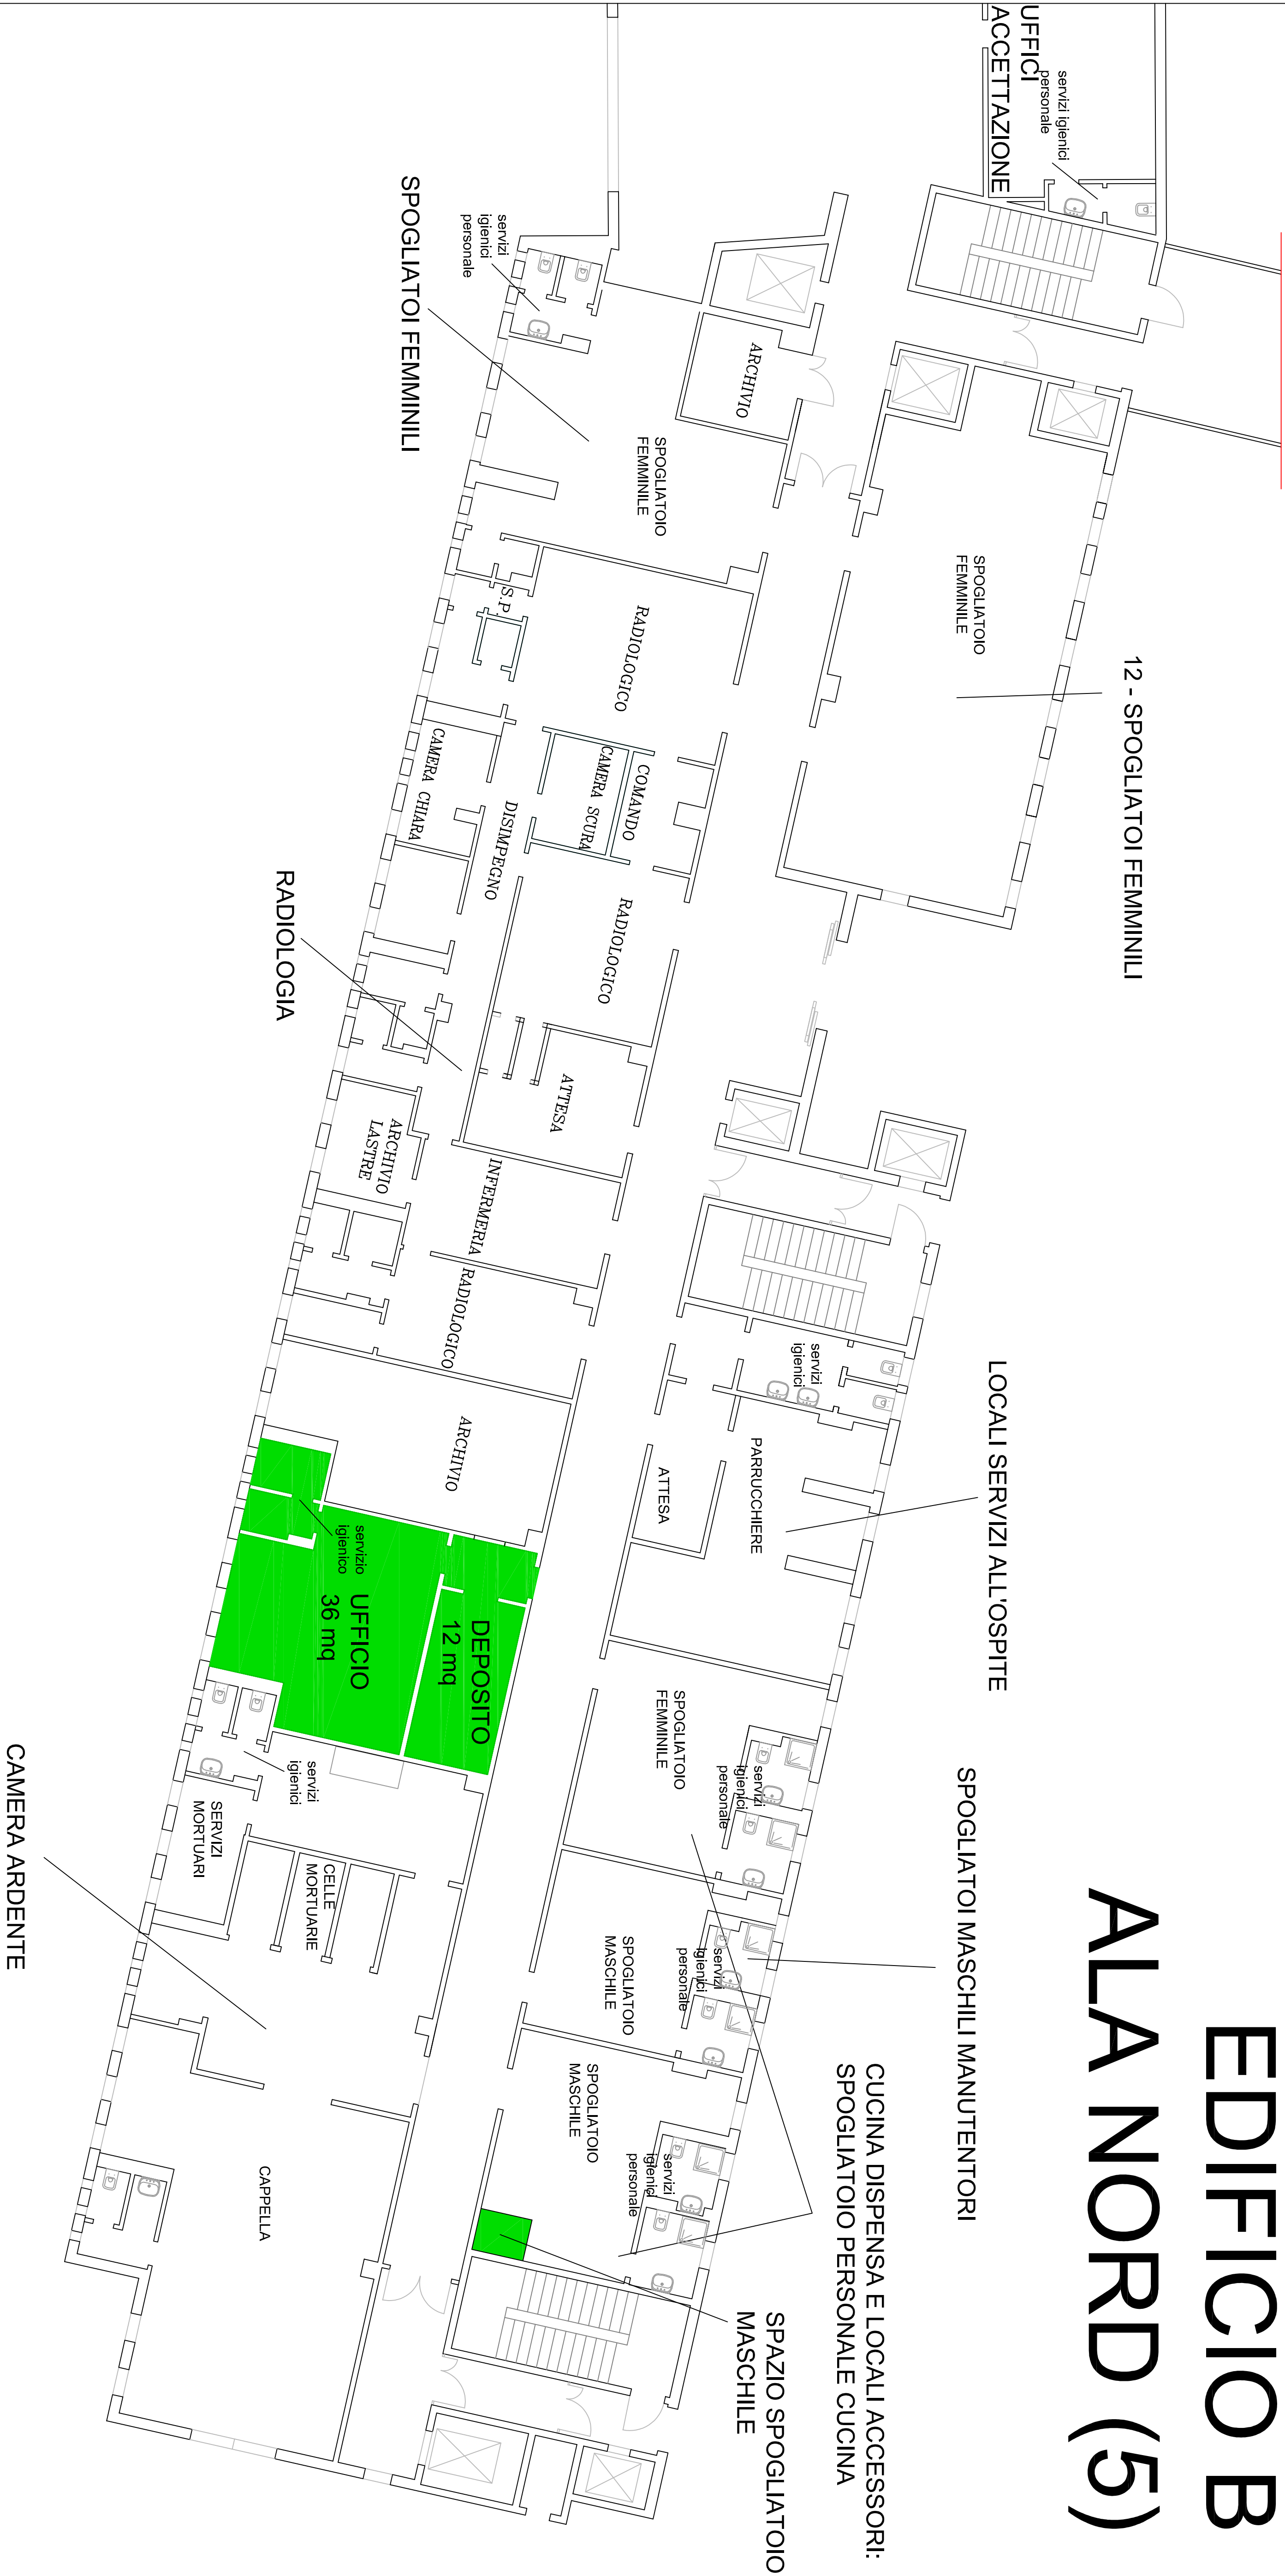 EDIFICIO B
ALA NORD (5)
UFFICI
ACCETTAZIONE
servizi igienici
personale
12 - SPOGLIATOI FEMMINILI
SPOGLIATOIO
FEMMINILE
ARCHIVIO
SPOGLIATOIO
FEMMINILE
servizi
igienici
personale
SPOGLIATOI FEMMINILI
S.P.
RADIOLOGICO
COMANDO
CAMERA SCURA
CAMERA CHIARA
DISIMPEGNO
RADIOLOGICO
RADIOLOGIA
ATTESA
ARCHIVIO
LASTRE
INFERMERIA
RADIOLOGICO
ARCHIVIO
LOCALI SERVIZI ALL'OSPITE
servizi
igienici
PARRUCCHIERE
ATTESA
servizio
igienico
UFFICIO
36 mq
DEPOSITO
12 mq
SPOGLIATOIO
FEMMINILE
servizi
igienici
personale
SPOGLIATOI MASCHILI MANUTENTORI
SPOGLIATOIO
MASCHILE
servizi
igienici
personale
CUCINA DISPENSA E LOCALI ACCESSORI:
SPOGLIATOIO PERSONALE CUCINA
SPOGLIATOIO
MASCHILE
servizi
igienici
personale
SPAZIO SPOGLIATOIO
MASCHILE
servizi
igienici
SERVIZI
MORTUARI
CELLE
MORTUARIE
CAMERA ARDENTE
CAPPELLA